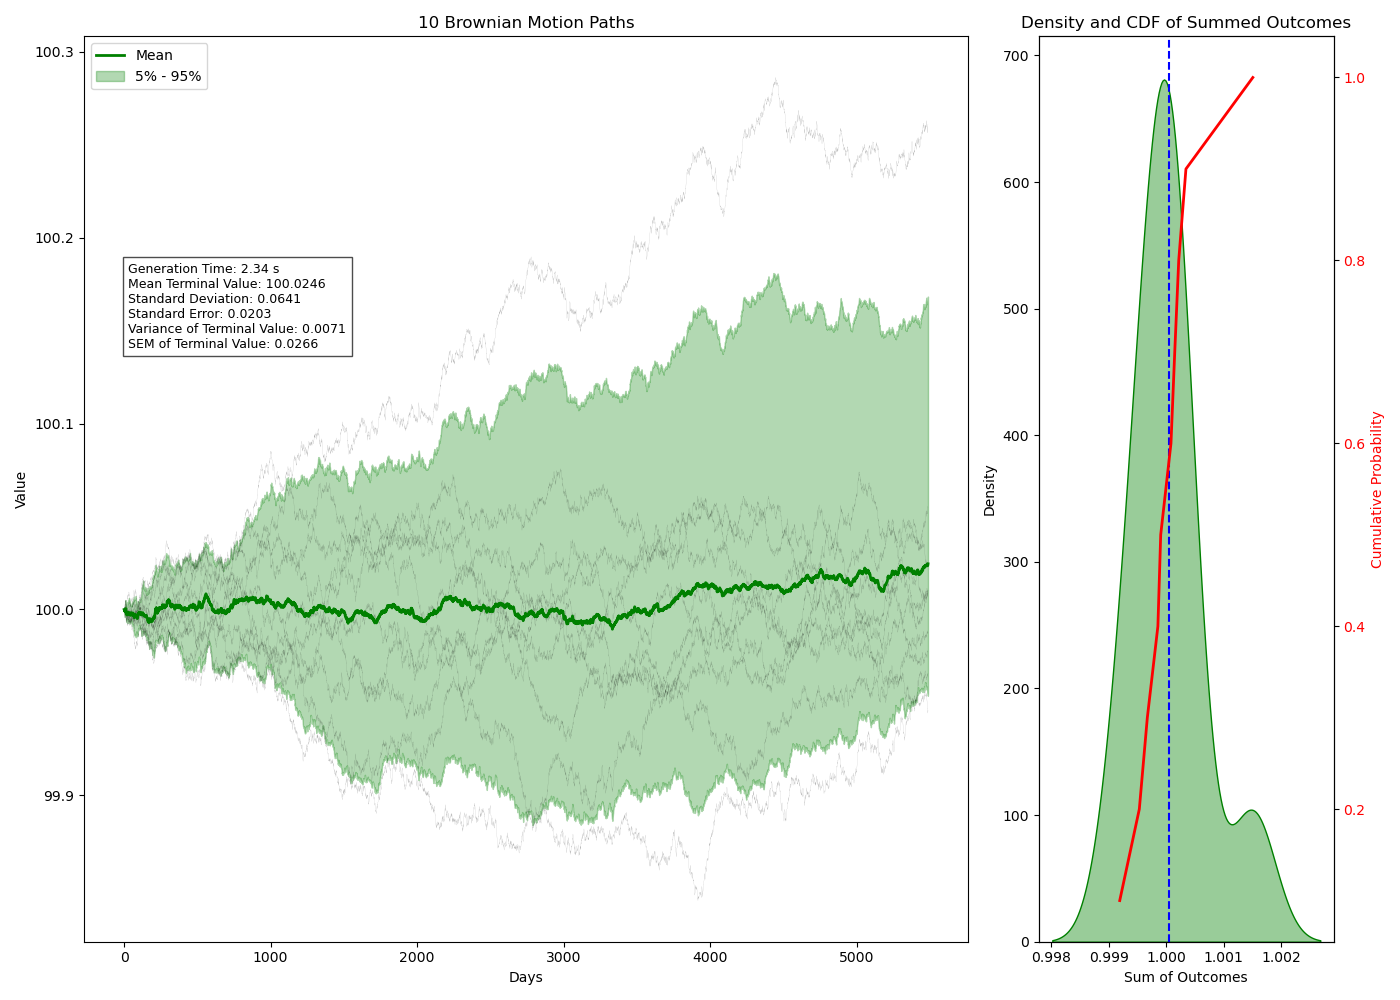 10 Brownian Motion Paths
Mean
5% - 95%
Generation Time: 2.34 s
Mean Terminal Value: 100.0246
Standard Deviation: 0.0641
Standard Error: 0.0203
Variance of Terminal Value: 0.0071
SEM of Terminal Value: 0.0266
100.3
100.2
100.1
100.0
99.9
Value
0 1000 2000 3000 4000 5000
Days
Density and CDF of Summed Outcomes
700
600
500
400
300
200
100
0
Density
0.998 0.999 1.000 1.001 1.002
Sum of Outcomes
1.0
0.8
0.6
0.4
0.2
Cumulative Probability